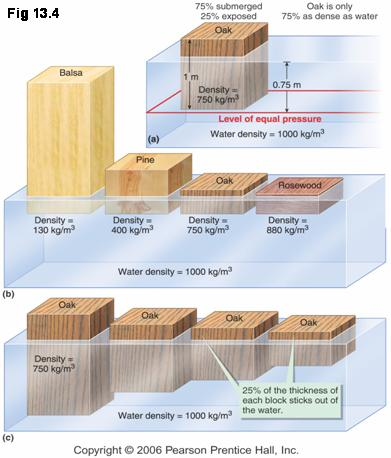 Fig 13.4
75% submerged
25% exposed
Oak is only
75% as dense as water
Oak
1 m
Density =
750 kg/m³
0.75 m
Level of equal pressure
(a)
Water density = 1000 kg/m³
Balsa
Pine
Oak
Rosewood
Density =
130 kg/m³
Density =
400 kg/m³
Density =
750 kg/m³
Density =
880 kg/m³
Water density = 1000 kg/m³
(b)
Oak
Oak
Oak
Oak
Density =
750 kg/m³
25% of the thickness of
each block sticks out of
the water.
Water density = 1000 kg/m³
(c)
Copyright © 2006 Pearson Prentice Hall, Inc.